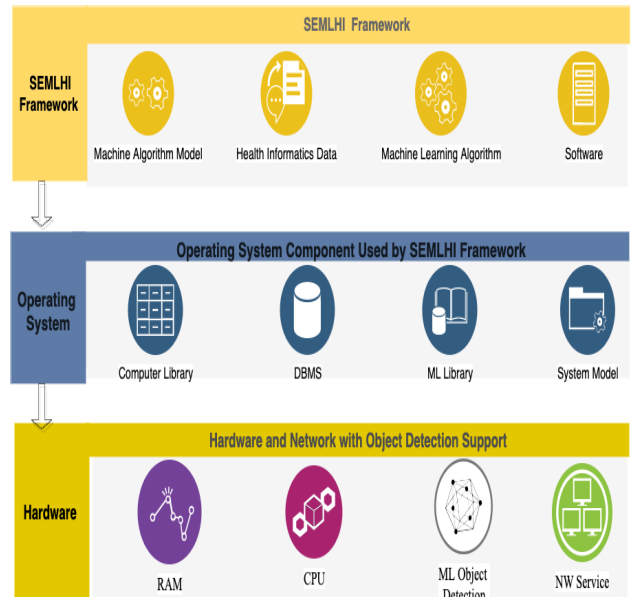 SEMLHI Framework
SEMLHI
Framework
Machine Algorithm Model
Health Informatics Data
Machine Learning Algorithm
Software
Operating System Component Used by SEMLHI Framework
Operating
System
Computer Library
DBMS
ML Library
System Model
Hardware and Network with Object Detection Support
Hardware
RAM
CPU
ML Object
Detection
NW Service